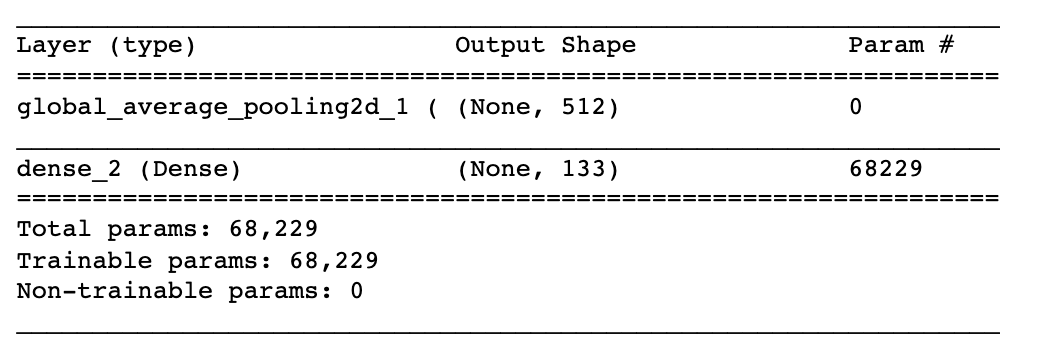 Layer (type) Output Shape Param #
=================================================================
global_average_pooling2d_1 ( (None, 512) 0
dense_2 (Dense) (None, 133) 68229
=================================================================
Total params: 68,229
Trainable params: 68,229
Non-trainable params: 0